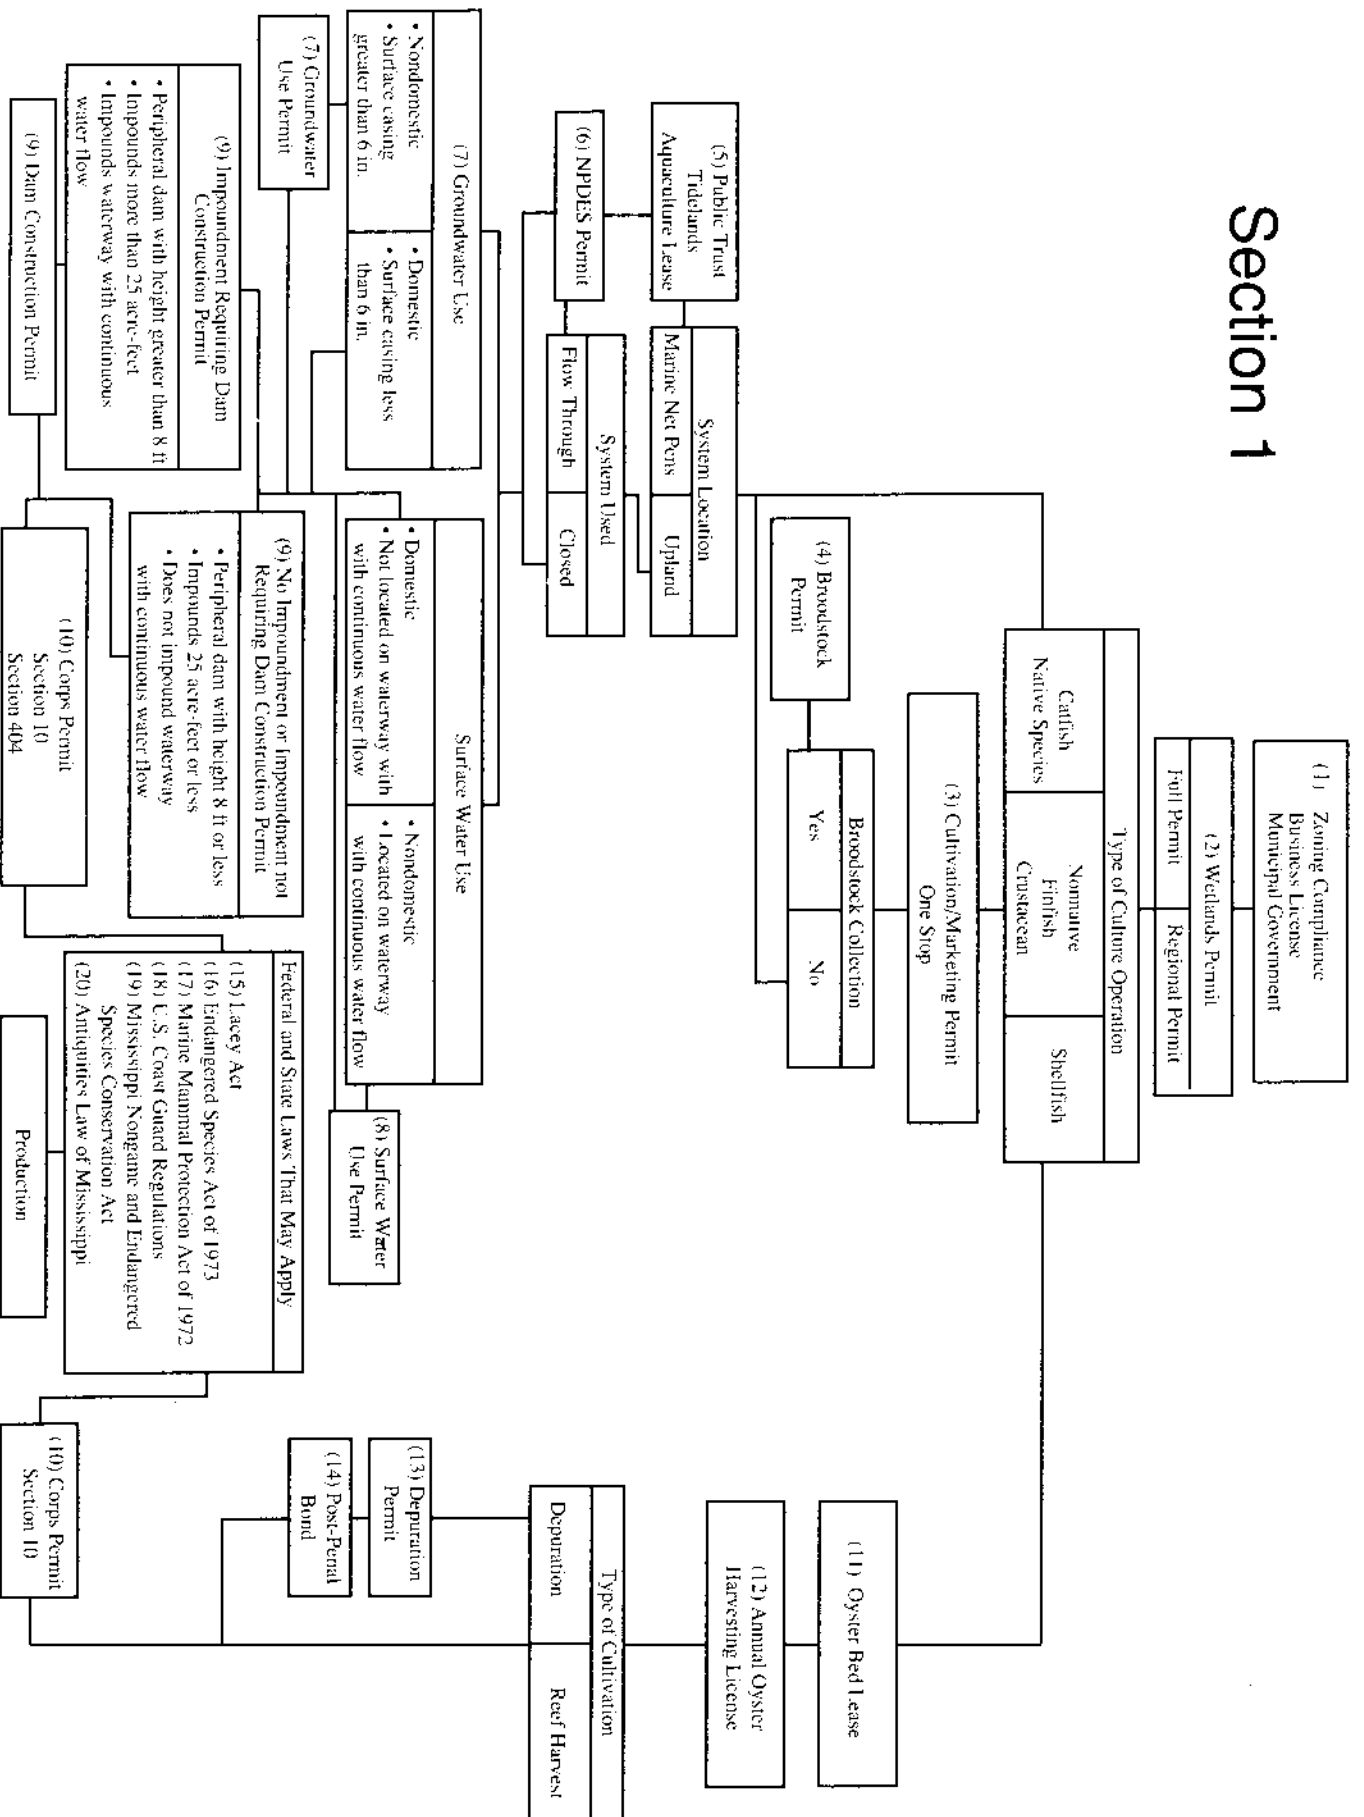 Section 1
(1) Zoning Compliance
Business License
Municipal Government
(2) Wetlands Permit
Full Permit
Regional Permit
Type of Culture Operation
Catfish
Native Species
Nonnative
Finfish
Crustacean
Shellfish
(3) Cultivation/Marketing Permit
One Stop
Broodstock Collection
Yes
No
(4) Broodstock
Permit
System Location
Marine Net Pens
Upland
(5) Public Trust
Tidelands
Aquaculture Lease
System Used
Flow Through
Closed
(6) NPDES Permit
(7) Groundwater Use
• Nondomestic
• Surface casing
greater than 6 in.
• Domestic
• Surface casing less
than 6 in.
(7) Groundwater
Use Permit
Surface Water Use
• Domestic
• Not located on waterway with
with continuous water flow
• Nondomestic
• Located on waterway
with continuous water flow
(8) Surface Water
Use Permit
(9) Impoundment Requiring Dam
Construction Permit
• Peripheral dam with height greater than 8 ft
• Impounds more than 25 acre-feet
• Impounds waterway with continuous
water flow
(9) No Impoundment or Impoundment not
Requiring Dam Construction Permit
• Peripheral dam with height 8 ft or less
• Impounds 25 acre-feet or less
• Does not impound waterway
with continuous water flow
(9) Dam Construction Permit
(10) Corps Permit
Section 10
Section 404
Federal and State Laws That May Apply
(15) Lacey Act
(16) Endangered Species Act of 1973
(17) Marine Mammal Protection Act of 1972
(18) U.S. Coast Guard Regulations
(19) Mississippi Nongame and Endangered
Species Conservation Act
(20) Antiquities Law of Mississippi
Production
(11) Oyster Bed Lease
(12) Annual Oyster
Harvesting License
Type of Cultivation
Depuration
Reef Harvest
(13) Depuration
Permit
(14) Post-Penal
Bond
(10) Corps Permit
Section 10